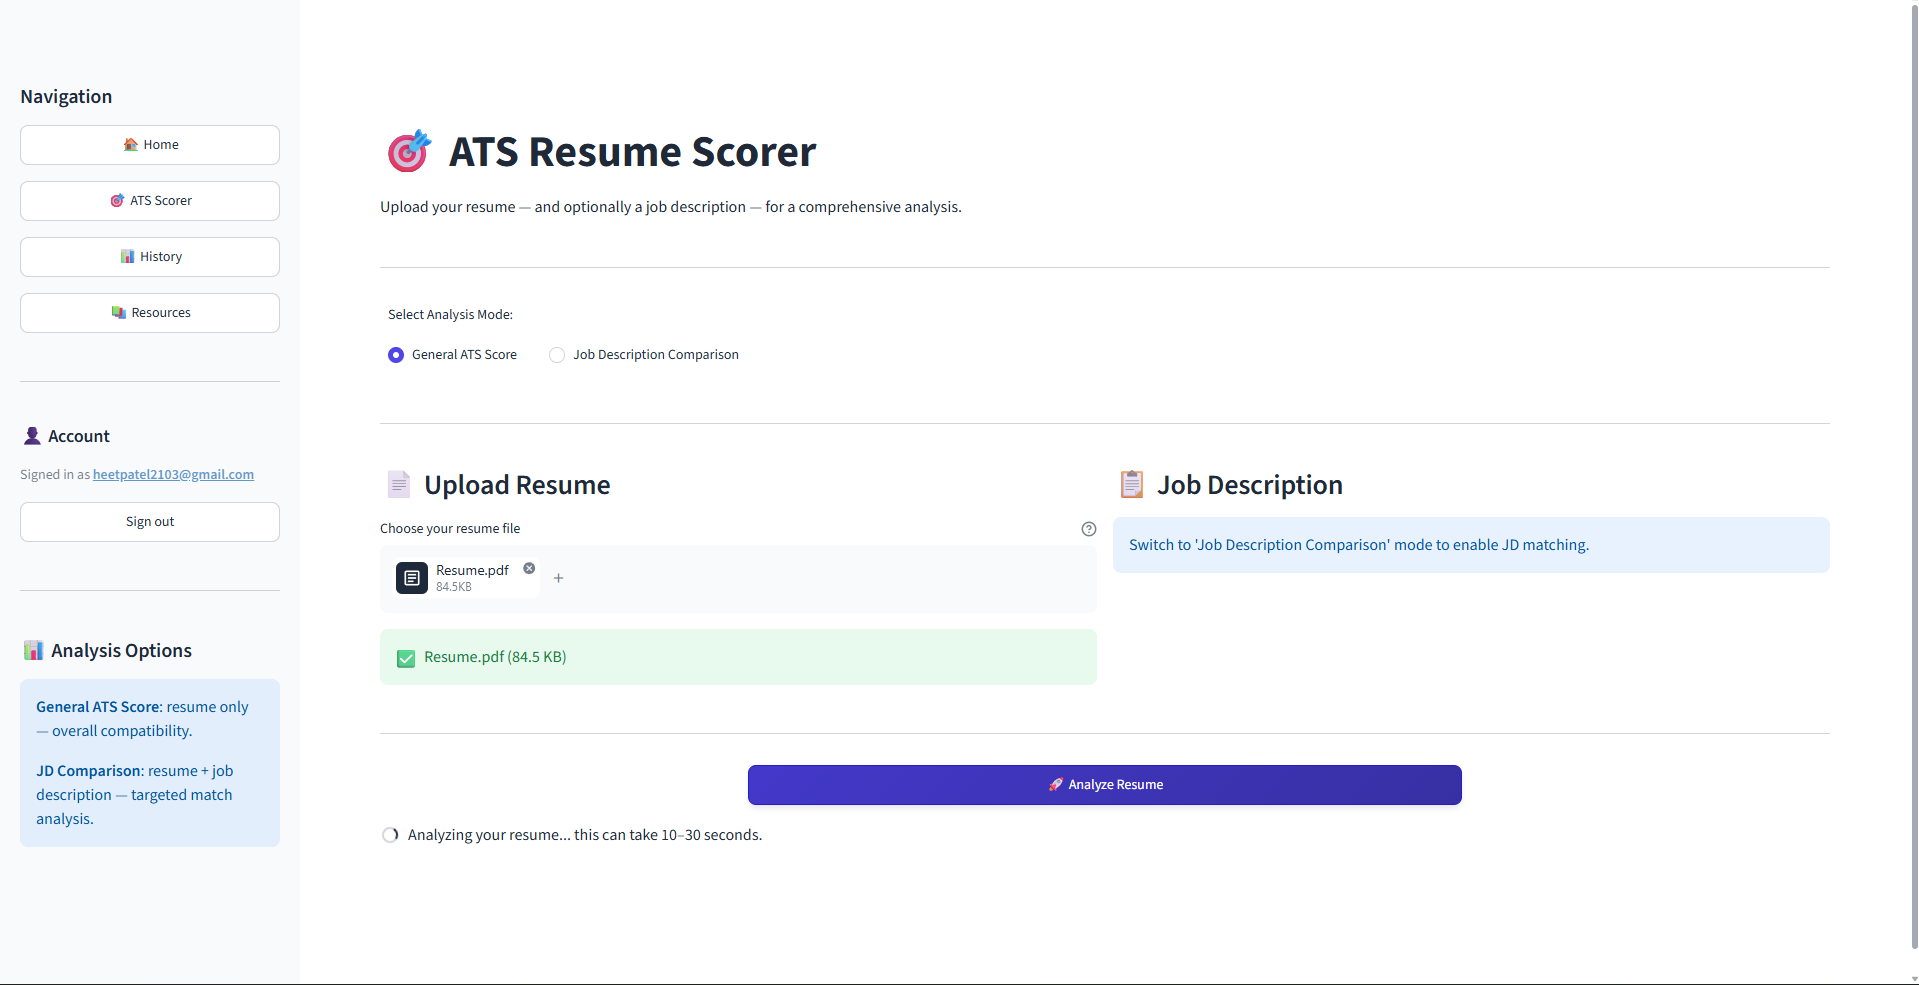 Navigation
Home
ATS Scorer
History
Resources
Account
Signed in as heetpatel2103@gmail.com
Sign out
Analysis Options
General ATS Score: resume only
— overall compatibility.
JD Comparison: resume + job
description — targeted match
analysis.
ATS Resume Scorer
Upload your resume — and optionally a job description — for a comprehensive analysis.
Select Analysis Mode:
General ATS Score
Job Description Comparison
Upload Resume
Choose your resume file
Resume.pdf
84.5KB
Resume.pdf (84.5 KB)
Job Description
Switch to 'Job Description Comparison' mode to enable JD matching.
Analyze Resume
Analyzing your resume... this can take 10–30 seconds.